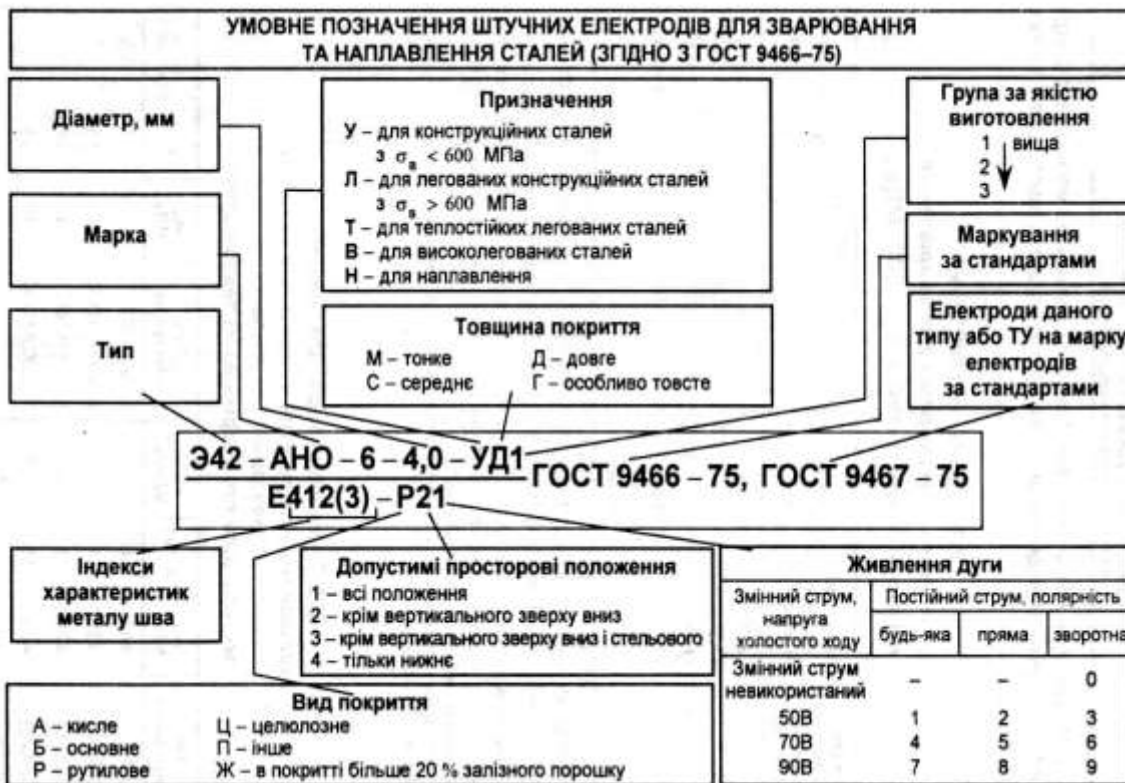 УМОВНЕ ПОЗНАЧЕННЯ ШТУЧНИХ ЕЛЕКТРОДІВ ДЛЯ ЗВАРЮВАННЯ
ТА НАПЛАВЛЕННЯ СТАЛЕЙ (ЗГІДНО З ГОСТ 9466–75)
Діаметр, мм
Марка
Тип
Призначення
У – для конструкційних сталей
з σв < 600 МПа
Л – для легованих конструкційних сталей
з σв > 600 МПа
Т – для теплостійких легованих сталей
В – для високолегованих сталей
Н – для наплавлення
Товщина покриття
М – тонке Д – довге
С – середнє Г – особливо товсте
Група за якістю
виготовлення
1 вища
2
3
Маркування
за стандартами
Електроди даного
типу або ТУ на марку
електродів
за стандартами
Э42 – АНО – 6 – 4,0 – УД1
Е412(3) – Р21
ГОСТ 9466 – 75, ГОСТ 9467 – 75
Індекси
характеристик
металу шва
Допустимі просторові положення
1 – всі положення
2 – крім вертикального зверху вниз
3 – крім вертикального зверху вниз і стельового
4 – тільки нижнє
Вид покриття
А – кисле Ц – целюлозне
Б – основне П – інше
Р – рутилове Ж – в покритті більше 20 % залізного порошку
Живлення дуги
Змінний струм,
напруга
холостого ходу
Постійний струм, полярність
будь-яка пряма зворотна
Змінний струм
невикористаний – – 0
50В 1 2 3
70В 4 5 6
90В 7 8 9